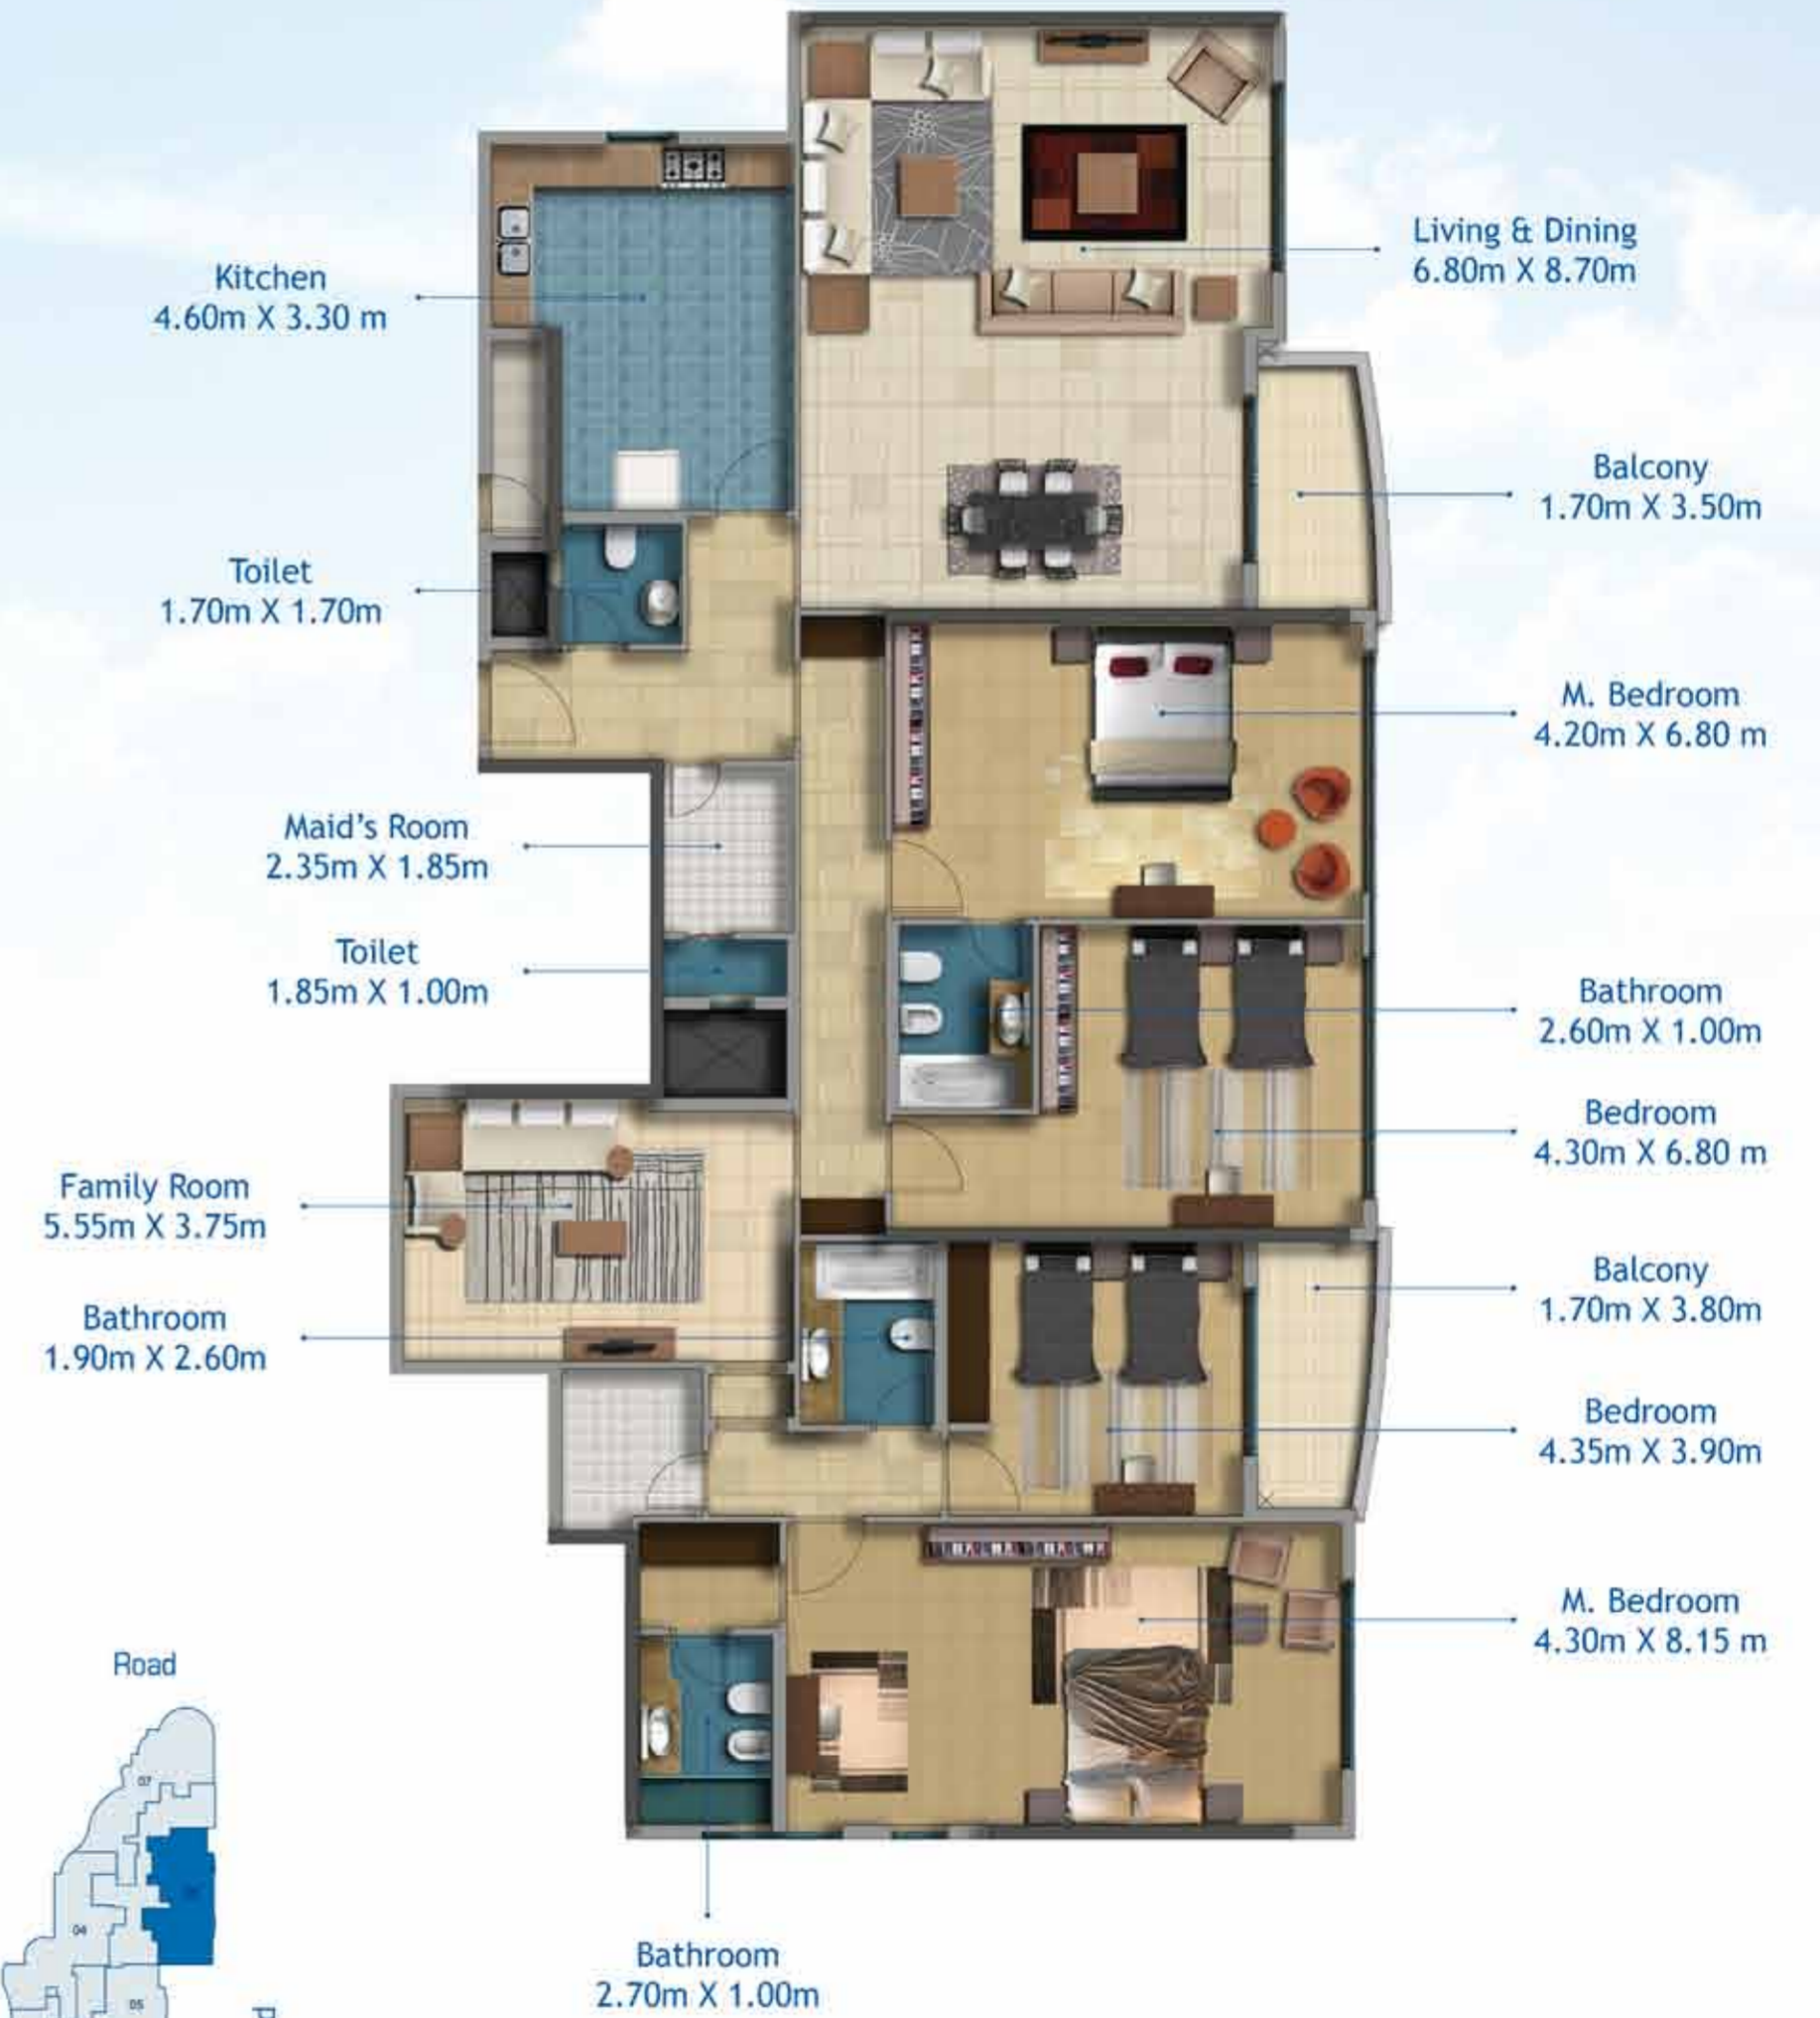 Living & Dining
6.80m X 8.70m
Kitchen
4.60m X 3.30 m
Balcony
1.70m X 3.50m
Toilet
1.70m X 1.70m
M. Bedroom
4.20m X 6.80 m
Maid's Room
2.35m X 1.85m
Toilet
1.85m X 1.00m
Bathroom
2.60m X 1.00m
Bedroom
4.30m X 6.80 m
Family Room
5.55m X 3.75m
Balcony
1.70m X 3.80m
Bathroom
1.90m X 2.60m
Bedroom
4.35m X 3.90m
M. Bedroom
4.30m X 8.15 m
Road
07
04
05
Bathroom
2.70m X 1.00m